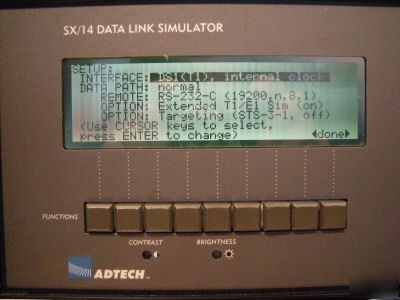 SX/14 DATA LINK SIMULATOR
SETUP:
INTERFACE: DS1(T1), internal clock
DATA PATH: normal
REMOTE: RS-232-C (19200,n,8,1)
OPTION: Extended T1/E1 Sim (on)
OPTION: Targeting (STS-3-1, off)
(Use CURSOR keys to select,
press ENTER to change) ◀done▶
FUNCTIONS
CONTRAST BRIGHTNESS
ADTECH